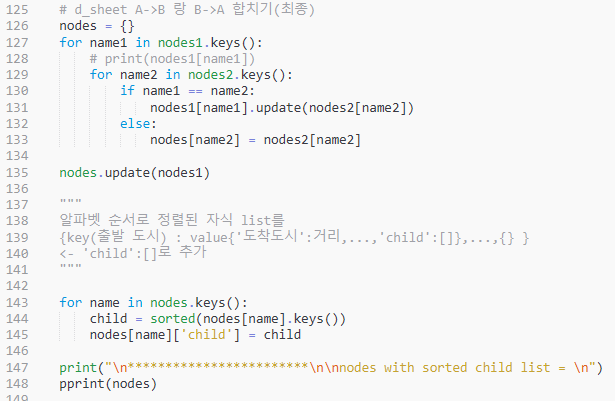 125 # d_sheet A->B 랑 B->A 합치기(최종)
126 nodes = {}
127 for name1 in nodes1.keys():
128     # print(nodes1[name1])
129     for name2 in nodes2.keys():
130         if name1 == name2:
131             nodes1[name1].update(nodes2[name2])
132         else:
133             nodes[name2] = nodes2[name2]
134
135 nodes.update(nodes1)
136
137 """
138 알파벳 순서로 정렬된 자식 list를
139 {key(출발 도시) : value{'도착도시':거리,...,'child':[]},...,{} }
140 <- 'child':[]로 추가
141 """
142
143 for name in nodes.keys():
144     child = sorted(nodes[name].keys())
145     nodes[name]['child'] = child
146
147 print("\n************************\n\nnodes with sorted child list = \n")
148 pprint(nodes)
149